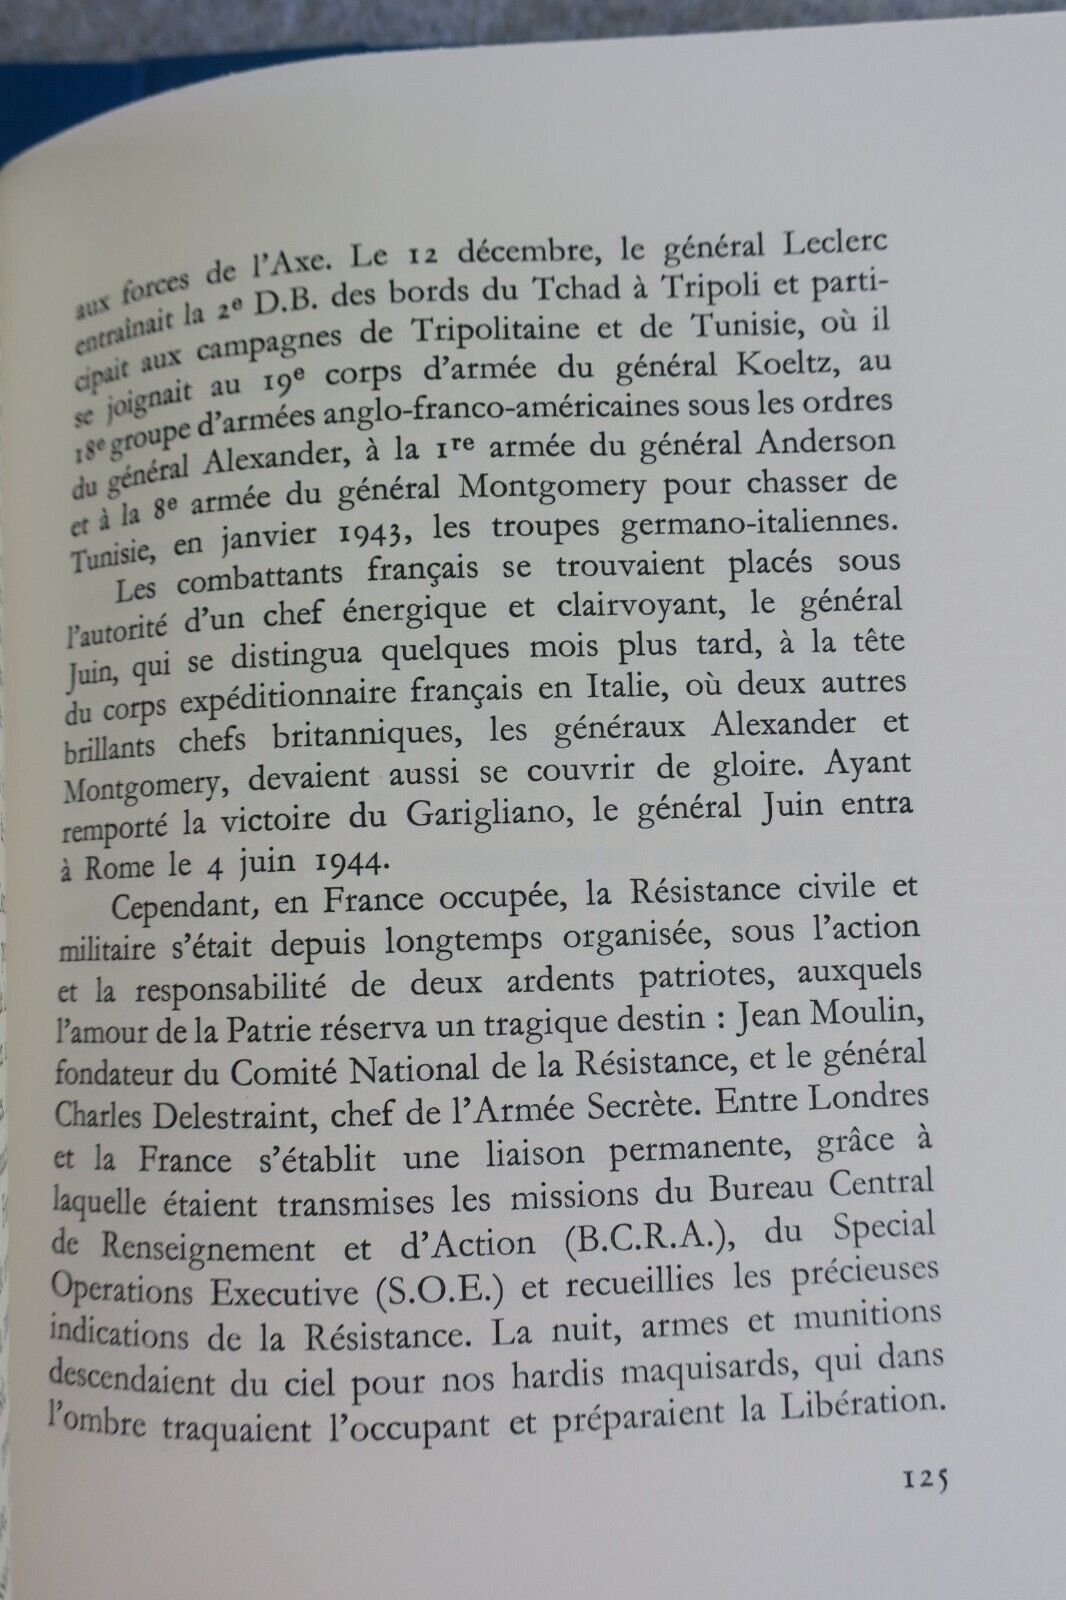 aux forces de l'Axe. Le 12 décembre, le général Leclerc
entraînait la 2e D.B. des bords du Tchad à Tripoli et parti-
cipait aux campagnes de Tripolitaine et de Tunisie, où il
se joignait au 19e corps d'armée du général Koeltz, au
18e groupe d'armées anglo-franco-américaines sous les ordres
du général Alexander, à la 1re armée du général Anderson
et à la 8e armée du général Montgomery pour chasser de
Tunisie, en janvier 1943, les troupes germano-italiennes.
Les combattants français se trouvaient placés sous
l'autorité d'un chef énergique et clairvoyant, le général
Juin, qui se distingua quelques mois plus tard, à la tête
du corps expéditionnaire français en Italie, où deux autres
brillants chefs britanniques, les généraux Alexander et
Montgomery, devaient aussi se couvrir de gloire. Ayant
remporté la victoire du Garigliano, le général Juin entra
à Rome le 4 juin 1944.
Cependant, en France occupée, la Résistance civile et
militaire s'était depuis longtemps organisée, sous l'action
et la responsabilité de deux ardents patriotes, auxquels
l'amour de la Patrie réserva un tragique destin : Jean Moulin,
fondateur du Comité National de la Résistance, et le général
Charles Delestraint, chef de l'Armée Secrète. Entre Londres
et la France s'établit une liaison permanente, grâce à
laquelle étaient transmises les missions du Bureau Central
de Renseignement et d'Action (B.C.R.A.), du Special
Operations Executive (S.O.E.) et recueillies les précieuses
indications de la Résistance. La nuit, armes et munitions
descendaient du ciel pour nos hardis maquisards, qui dans
l'ombre traquaient l'occupant et préparaient la Libération.
125